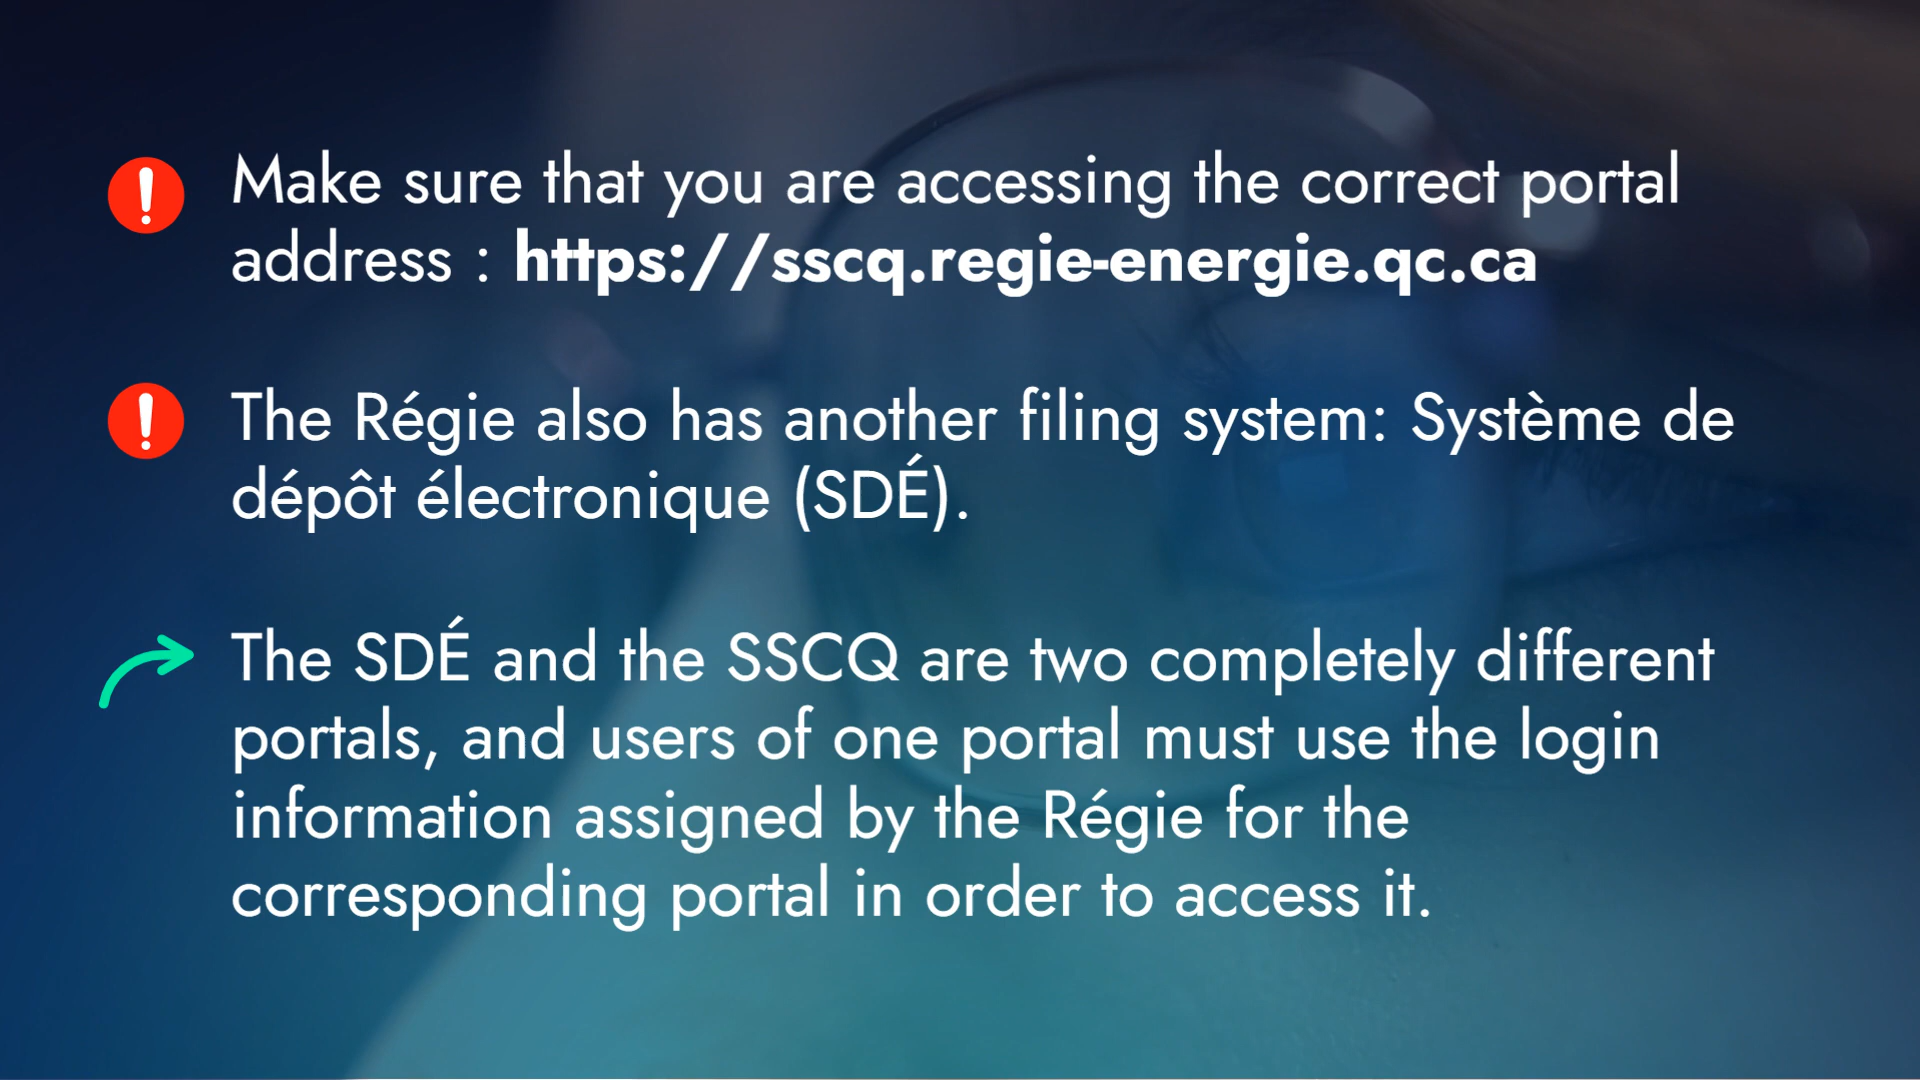 Make sure that you are accessing the correct portal
address : https://sscq.regie-energie.qc.ca
The Régie also has another filing system: Système de
dépôt électronique (SDÉ).
The SDÉ and the SSCQ are two completely different
portals, and users of one portal must use the login
information assigned by the Régie for the
corresponding portal in order to access it.